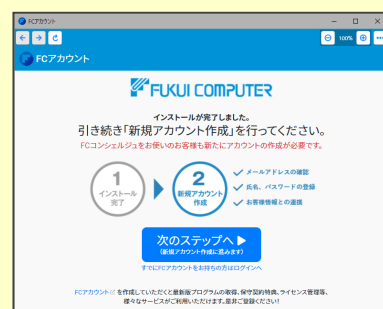 FCアカウント
100%
FCアカウント
FUKUI COMPUTER
インストールが完了しました。
引き続き「新規アカウント作成」を行ってください。
FCコンシェルジュをお使いのお客様も新たにアカウントの作成が必要です。
1
インストール
完了
2
新規アカウント
作成
メールアドレスの確認
氏名、パスワードの登録
お客様情報との連携
次のステップへ ▶
(新規アカウント作成に進みます)
すでにFCアカウントをお持ちの方はログインへ
FCアカウント を作成していただくと最新版プログラムの取得、保守契約特典、ライセンス管理等、
様々なサービスがご利用いただけます。是非ご登録ください!